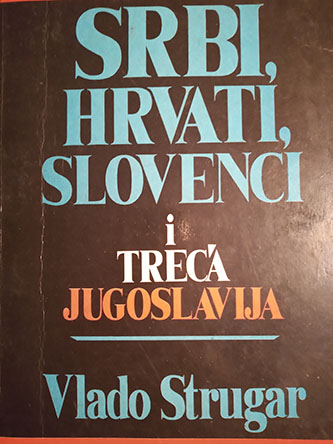 SRBI,
HRVATI,
SLOVENCI
i
TREĆA
JUGOSLAVIJA
Vlado Strugar